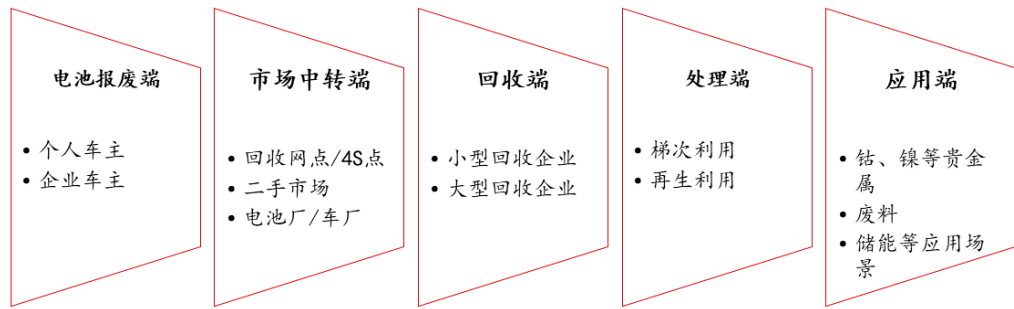 电池报废端
• 个人车主
• 企业车主
市场中转端
• 回收网点/4S点
• 二手市场
• 电池厂/车厂
回收端
• 小型回收企业
• 大型回收企业
处理端
• 梯次利用
• 再生利用
应用端
• 钴、镍等贵金
属
• 废料
• 储能等应用场
景